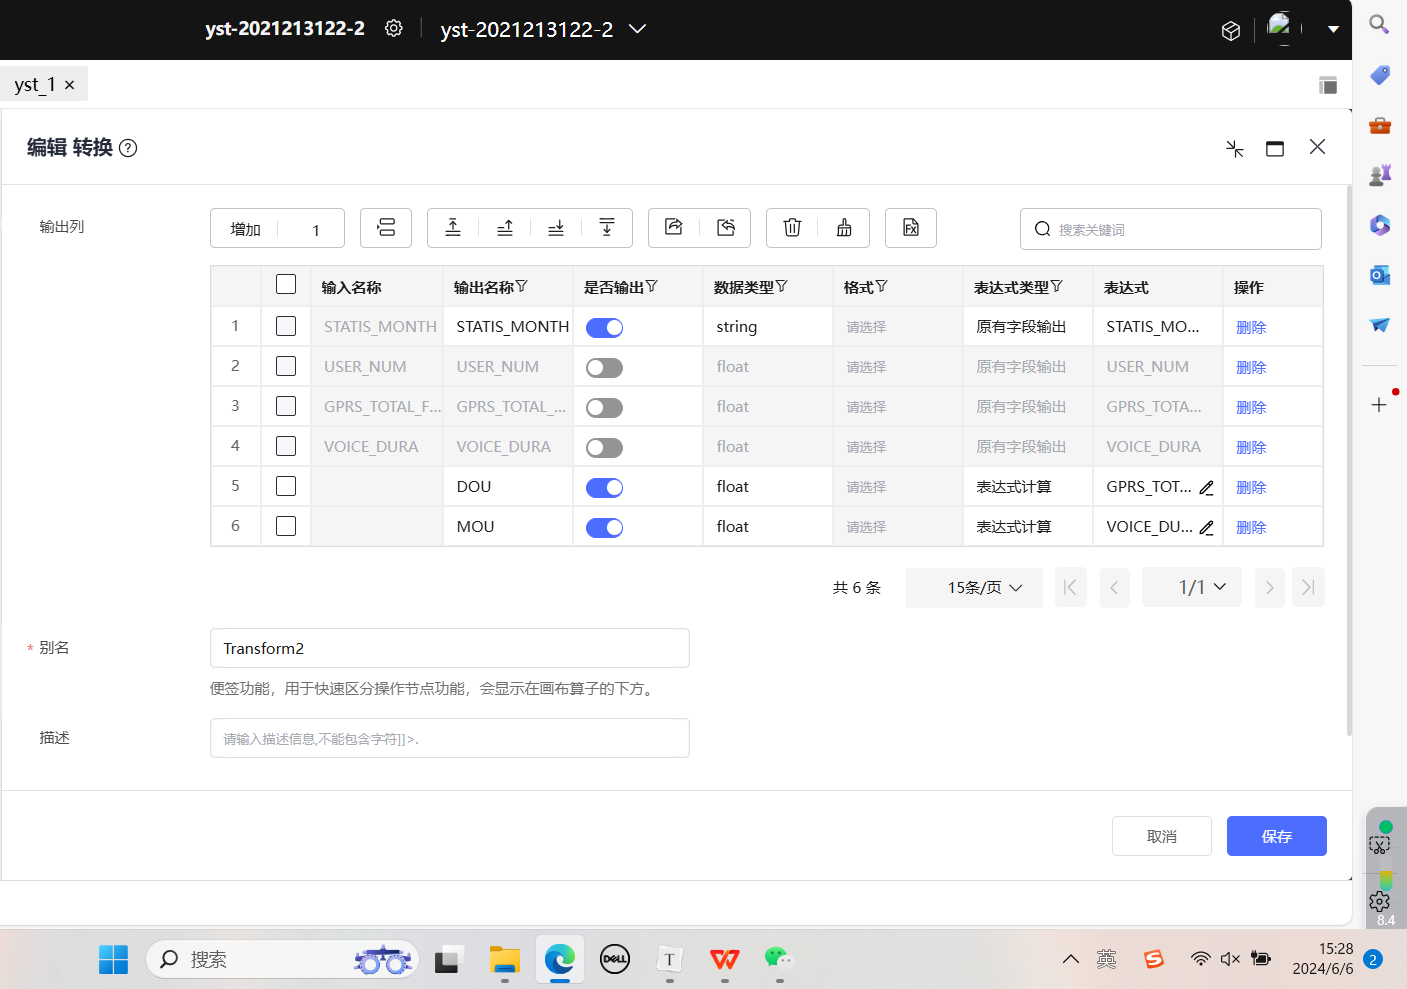 yst-2021213122-2
yst-2021213122-2
yst_1 ×
编辑 转换
输出列
增加 1
FX
搜索关键词
输入名称 输出名称 是否输出 数据类型 格式 表达式类型 表达式 操作
1 STATIS_MONTH STATIS_MONTH string 请选择 原有字段输出 STATIS_MO... 删除
2 USER_NUM USER_NUM float 请选择 原有字段输出 USER_NUM 删除
3 GPRS_TOTAL_F... GPRS_TOTAL_... float 请选择 原有字段输出 GPRS_TOTA... 删除
4 VOICE_DURA VOICE_DURA float 请选择 原有字段输出 VOICE_DURA 删除
5 DOU float 请选择 表达式计算 GPRS_TOT... 删除
6 MOU float 请选择 表达式计算 VOICE_DU... 删除
共 6 条 15条/页 1/1
* 别名 Transform2
便签功能，用于快速区分操作节点功能，会显示在画布算子的下方。
描述 请输入描述信息,不能包含字符]]>.
取消 保存
8.4
搜索
DELL
T
英
15:28
2024/6/6
2